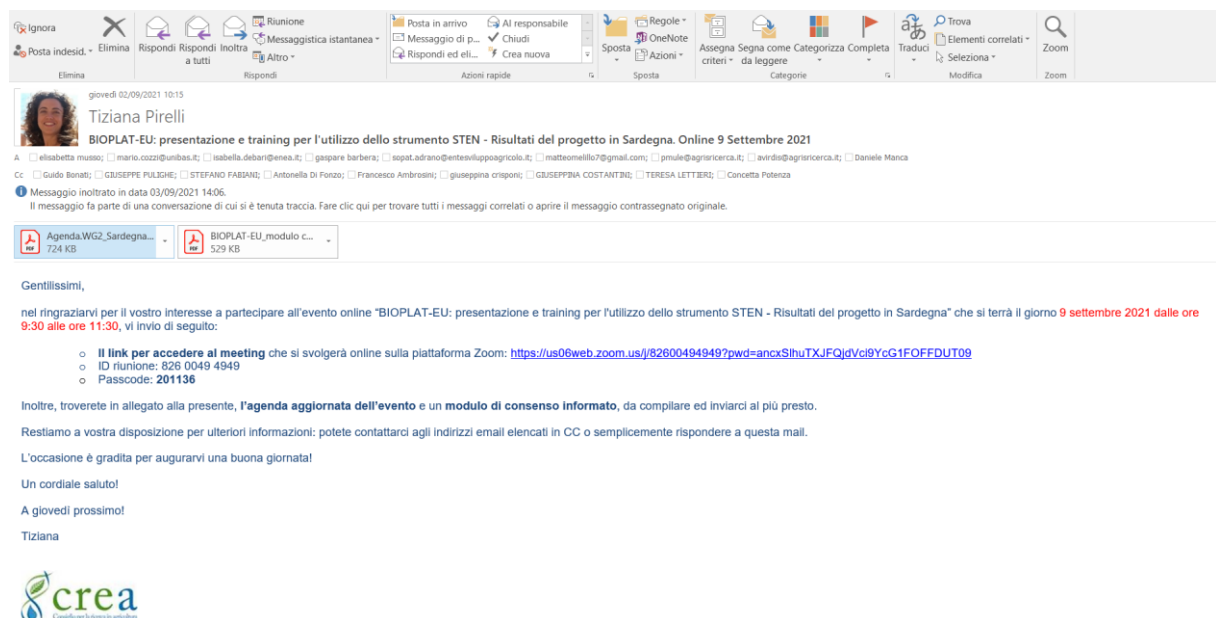 Ignora
Posta indesid.
Elimina
Elimina
Rispondi
Rispondi a tutti
Inoltra
Riunione
Messaggistica istantanea
Altro
Rispondi
Posta in arrivo
Messaggio di p...
Rispondi ed eli...
Al responsabile
Chiudi
Crea nuova
Azioni rapide
Sposta
Regole
OneNote
Azioni
Sposta
Assegna criteri
Segna come da leggere
Categorizza
Completa
Categorie
Traduci
Trova
Elementi correlati
Seleziona
Modifica
Zoom
Zoom
giovedì 02/09/2021 10:15
Tiziana Pirelli
BIOPLAT-EU: presentazione e training per l'utilizzo dello strumento STEN - Risultati del progetto in Sardegna. Online 9 Settembre 2021
A elisabetta musso; mario.cozzi@unibas.it; isabella.debari@enea.it; gaspare barbera; sopat.adrano@entesviluppoagricolo.it; matteomelillo7@gmail.com; pmule@agrisricerca.it; avirdis@agrisricerca.it; Daniele Manca
Cc Guido Bonati; GIUSEPPE PULIGHE; STEFANO FABIANI; Antonella Di Fonzo; Francesco Ambrosini; giuseppina crisponi; GIUSEPPINA COSTANTINI; TERESA LETTIERI; Concetta Potenza
Messaggio inoltrato in data 03/09/2021 14:06.
Il messaggio fa parte di una conversazione di cui si è tenuta traccia. Fare clic qui per trovare tutti i messaggi correlati o aprire il messaggio contrassegnato originale.
Agenda.WG2_Sardegna...
724 KB
BIOPLAT-EU_modulo c...
529 KB
Gentilissimi,
nel ringraziarvi per il vostro interesse a partecipare all'evento online “BIOPLAT-EU: presentazione e training per l'utilizzo dello strumento STEN - Risultati del progetto in Sardegna” che si terrà il giorno 9 settembre 2021 dalle ore
9:30 alle ore 11:30, vi invio di seguito:
o Il link per accedere al meeting che si svolgerà online sulla piattaforma Zoom: https://us06web.zoom.us/j/82600494949?pwd=ancxSlhuTXJFQjdVcl9YcG1FOFFDUT09
o ID riunione: 826 0049 4949
o Passcode: 201136
Inoltre, troverete in allegato alla presente, l'agenda aggiornata dell'evento e un modulo di consenso informato, da compilare ed inviarci al più presto.
Restiamo a vostra disposizione per ulteriori informazioni: potete contattarci agli indirizzi email elencati in CC o semplicemente rispondere a questa mail.
L'occasione è gradita per augurarvi una buona giornata!
Un cordiale saluto!
A giovedì prossimo!
Tiziana
crea